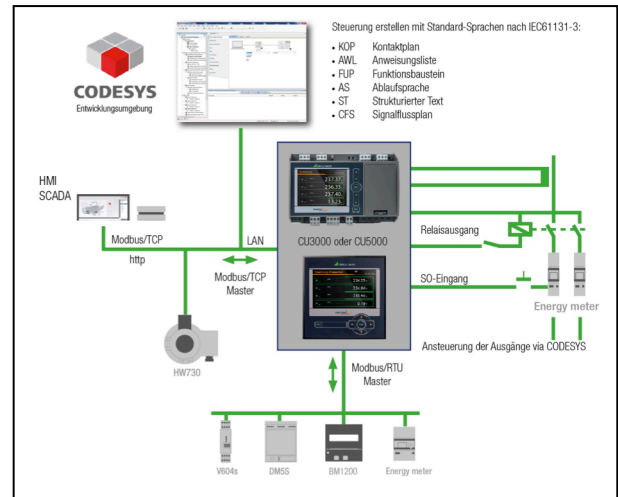 Steuerung erstellen mit Standard-Sprachen nach IEC61131-3:
• KOP Kontaktplan
• AWL Anweisungsliste
• FUP Funktionsbaustein
• AS Ablaufsprache
• ST Strukturierter Text
• CFS Signalflussplan
CODESYS
Entwicklungsumgebung
HMI
SCADA
Modbus/TCP
http
LAN
Modbus/TCP
Master
CU3000 oder CU5000
Relaisausgang
SO-Eingang
Energy meter
Ansteuerung der Ausgänge via CODESYS
HW730
Modbus/RTU
Master
V604s
DM5S
BM1200
Energy meter